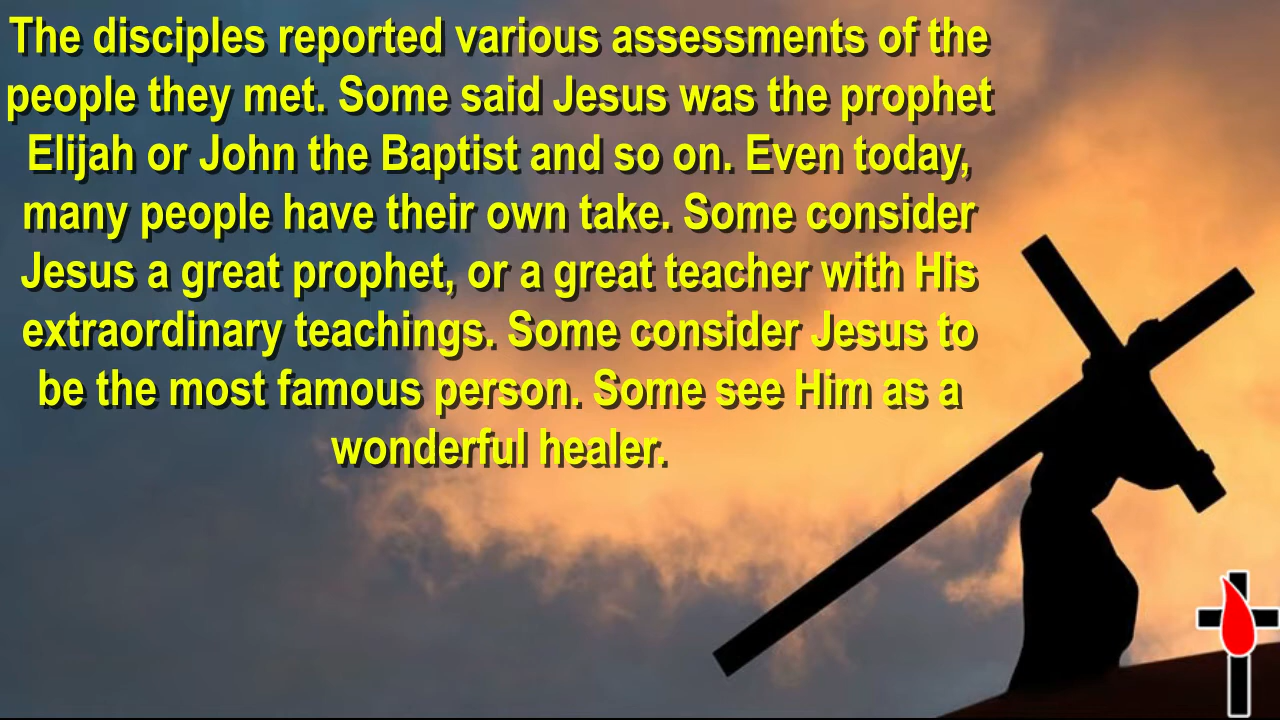 The disciples reported various assessments of the
people they met. Some said Jesus was the prophet
Elijah or John the Baptist and so on. Even today,
many people have their own take. Some consider
Jesus a great prophet, or a great teacher with His
extraordinary teachings. Some consider Jesus to
be the most famous person. Some see Him as a
wonderful healer.